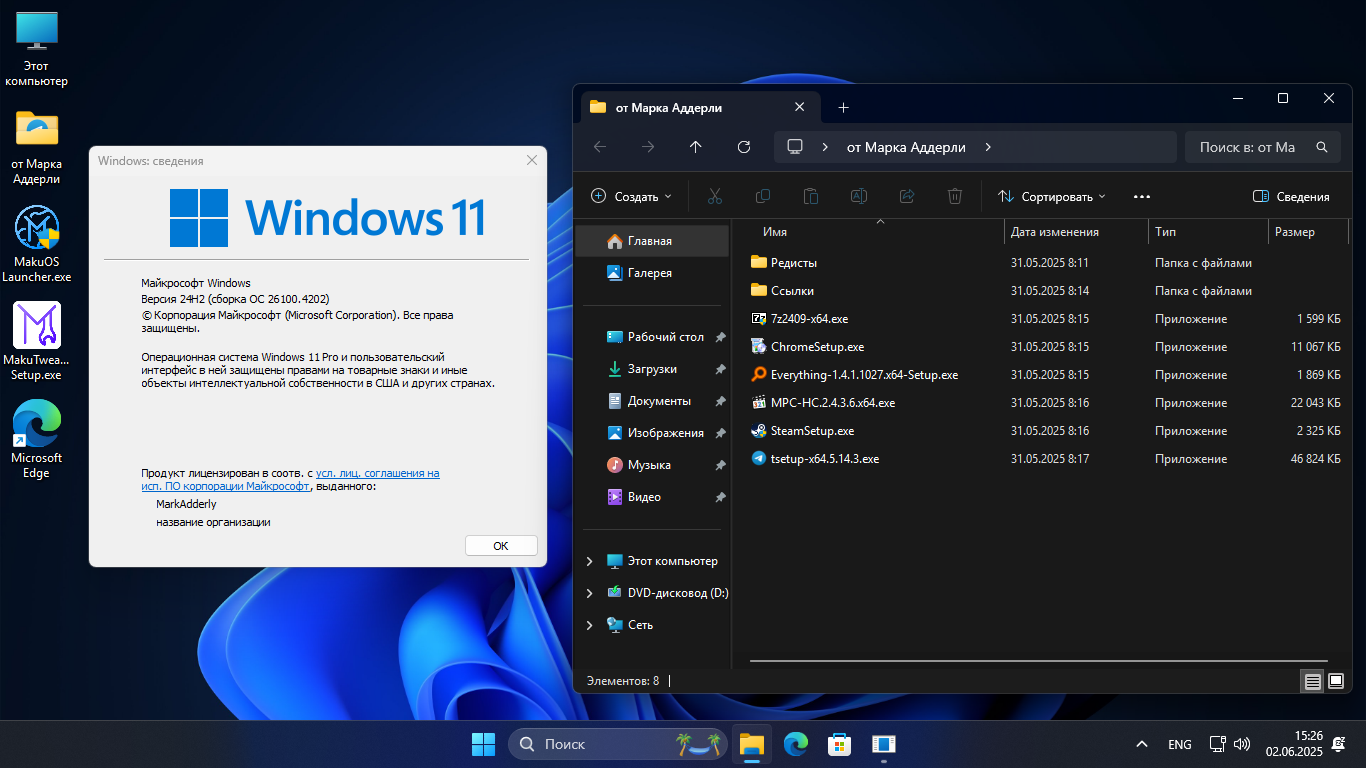 Этот
компьютер
от Марка
Аддерли
MakuOS
Launcher.exe
MakuTwea...
Setup.exe
Microsoft
Edge
Windows: сведения
Windows 11
Майкрософт Windows
Версия 24H2 (сборка ОС 26100.4202)
© Корпорация Майкрософт (Microsoft Corporation). Все права
защищены.
Операционная система Windows 11 Pro и пользовательский
интерфейс в ней защищены правами на товарные знаки и иные
объекты интеллектуальной собственности в США и других странах.
Продукт лицензирован в соотв. с усл. лиц. соглашения на
исп. ПО корпорации Майкрософт, выданного:
MarkAdderly
название организации
ОК
от Марка Аддерли
от Марка Аддерли
Поиск в: от Ма
Создать
Сортировать
Сведения
Главная
Галерея
Рабочий стол
Загрузки
Документы
Изображения
Музыка
Видео
Этот компьютер
DVD-дисковод (D:)
Сеть
Имя Дата изменения Тип Размер
Редисты 31.05.2025 8:11 Папка с файлами
Ссылки 31.05.2025 8:14 Папка с файлами
7z2409-x64.exe 31.05.2025 8:15 Приложение 1 599 КБ
ChromeSetup.exe 31.05.2025 8:15 Приложение 11 067 КБ
Everything-1.4.1.1027.x64-Setup.exe 31.05.2025 8:15 Приложение 1 869 КБ
MPC-HC.2.4.3.6.x64.exe 31.05.2025 8:16 Приложение 22 043 КБ
SteamSetup.exe 31.05.2025 8:16 Приложение 2 325 КБ
tsetup-x64.5.14.3.exe 31.05.2025 8:17 Приложение 46 824 КБ
Элементов: 8
Поиск
ENG
15:26
02.06.2025